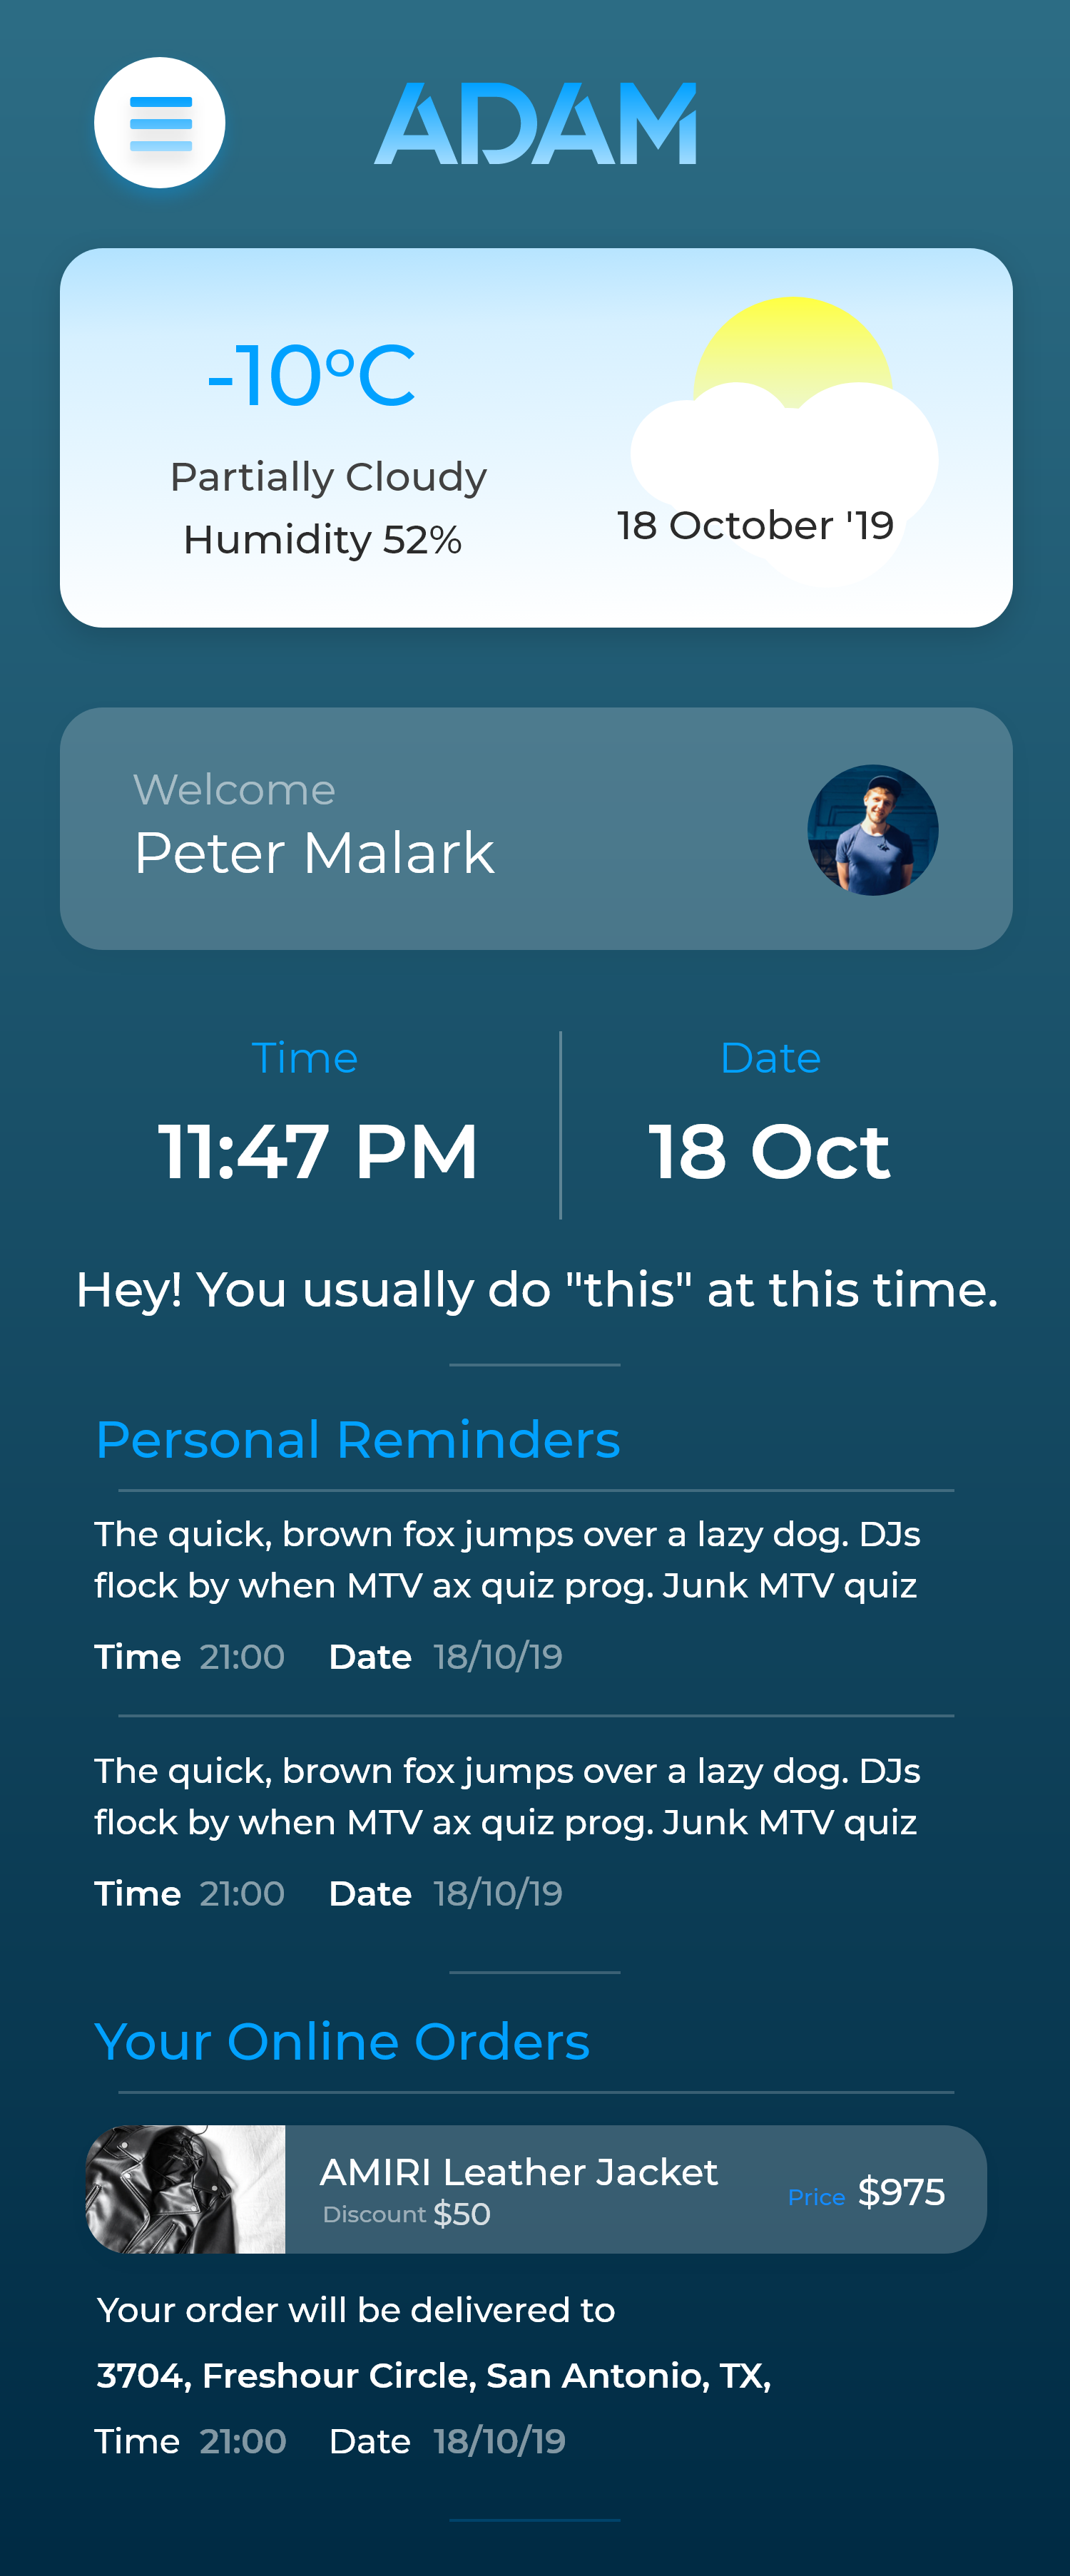 ADAM
-10°C
Partially Cloudy
Humidity 52%
18 October '19
Welcome
Peter Malark
Time
Date
11:47 PM
18 Oct
Hey! You usually do "this" at this time.
Personal Reminders
The quick, brown fox jumps over a lazy dog. DJs
flock by when MTV ax quiz prog. Junk MTV quiz
Time 21:00 Date 18/10/19
The quick, brown fox jumps over a lazy dog. DJs
flock by when MTV ax quiz prog. Junk MTV quiz
Time 21:00 Date 18/10/19
Your Online Orders
AMIRI Leather Jacket
Discount $50
Price $975
Your order will be delivered to
3704, Freshour Circle, San Antonio, TX,
Time 21:00 Date 18/10/19